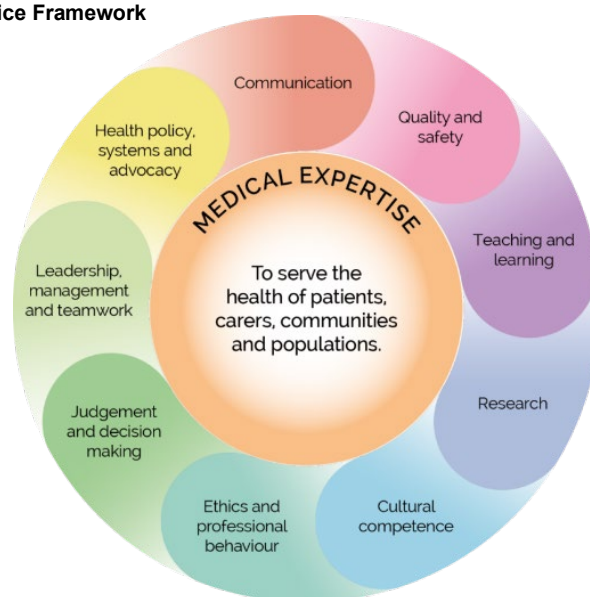 ice Framework
Communication
Quality and
safety
Teaching and
learning
Research
Cultural
competence
Ethics and
professional
behaviour
Judgement
and decision
making
Leadership,
management
and teamwork
Health policy,
systems and
advocacy
MEDICAL EXPERTISE
To serve the
health of patients,
carers, communities
and populations.